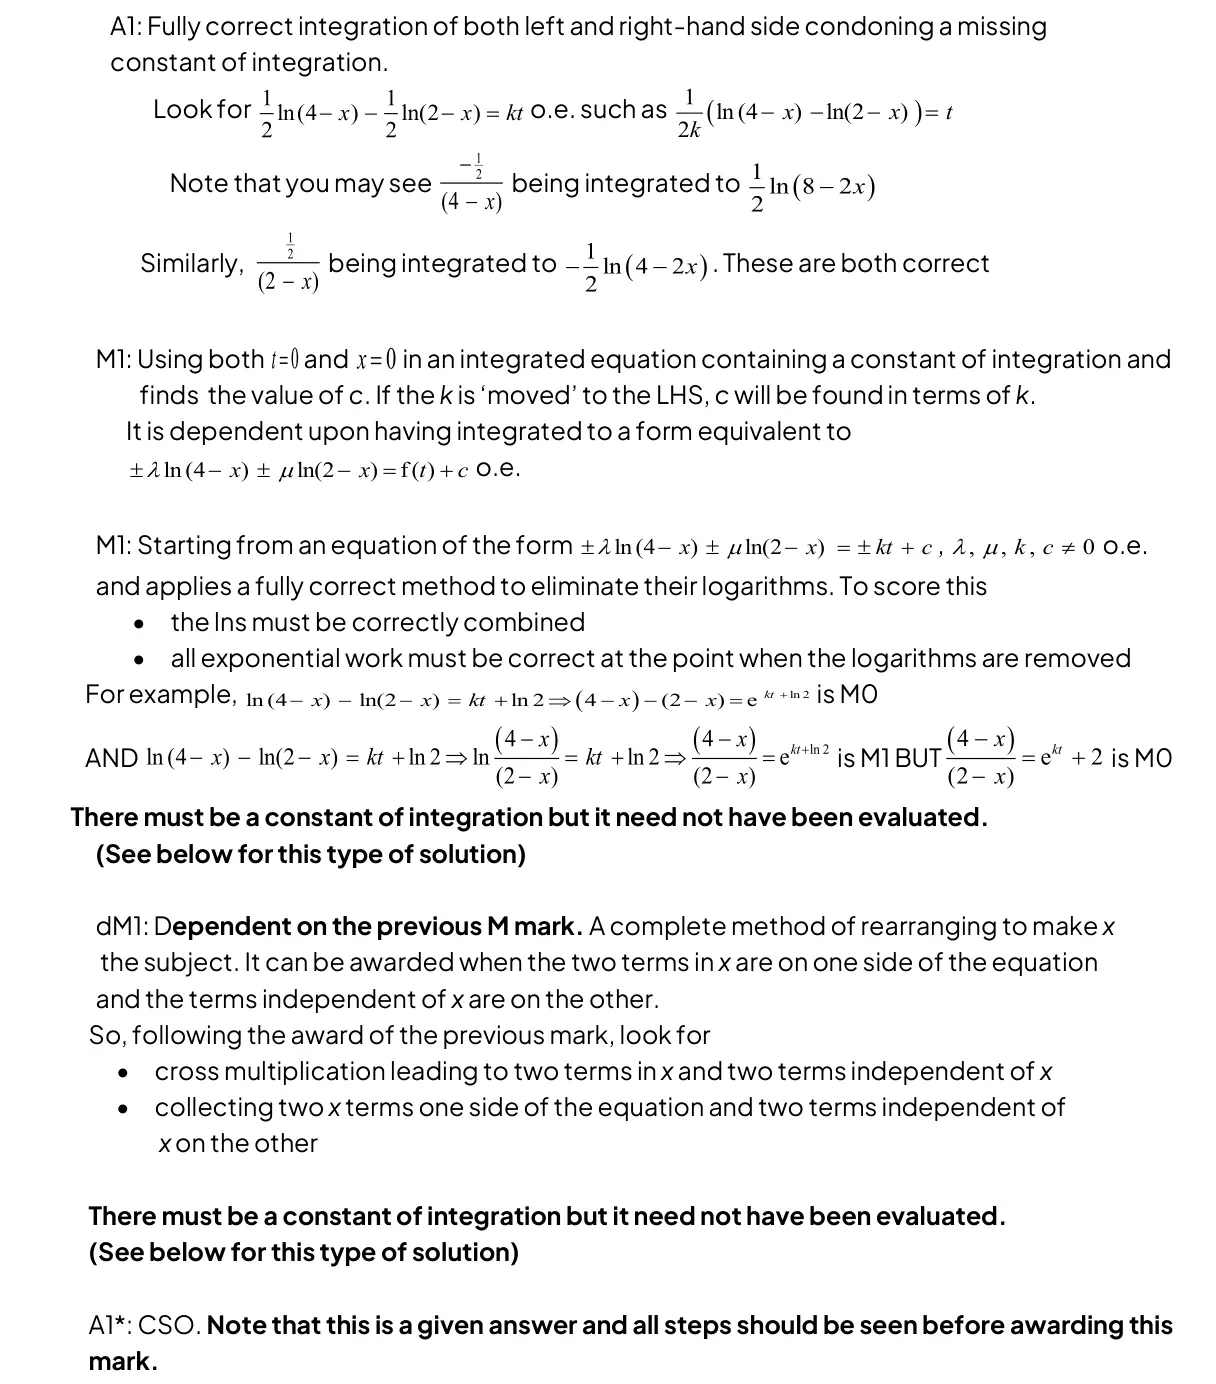 A1: Fully correct integration of both left and right-hand side condoning a missing
constant of integration.
Look for 1/2 ln(4− x) − 1/2 ln(2− x) = kt o.e. such as 1/2k (ln (4− x) −ln(2− x) )= t
Note that you may see −1/2 / (4 − x) being integrated to 1/2 ln(8 − 2x)
Similarly, 1/2 / (2 − x) being integrated to −1/2 ln(4 − 2x). These are both correct
M1: Using both t=0 and x=0 in an integrated equation containing a constant of integration and
finds the value of c. If the k is ‘moved’ to the LHS, c will be found in terms of k.
It is dependent upon having integrated to a form equivalent to
±λ ln (4− x) ± μ ln(2− x) = f(t) + c o.e.
M1: Starting from an equation of the form ±λ ln (4− x) ± μ ln(2− x) = ± kt + c , λ, μ, k, c ≠ 0 o.e.
and applies a fully correct method to eliminate their logarithms. To score this
• the lns must be correctly combined
• all exponential work must be correct at the point when the logarithms are removed
For example, ln (4− x) − ln(2− x) = kt + ln 2 ⇒ (4 − x) − (2 − x) = e^(kt + ln 2) is M0
AND ln (4− x) − ln(2− x) = kt + ln 2 ⇒ ln (4 − x)/(2 − x) = kt + ln 2 ⇒ (4 − x)/(2 − x) = e^(kt+ln 2) is M1 BUT (4 − x)/(2 − x) = e^(kt) + 2 is M0
There must be a constant of integration but it need not have been evaluated.
(See below for this type of solution)
dM1: Dependent on the previous M mark. A complete method of rearranging to make x
the subject. It can be awarded when the two terms in x are on one side of the equation
and the terms independent of x are on the other.
So, following the award of the previous mark, look for
• cross multiplication leading to two terms in x and two terms independent of x
• collecting two x terms one side of the equation and two terms independent of
x on the other
There must be a constant of integration but it need not have been evaluated.
(See below for this type of solution)
A1*: CSO. Note that this is a given answer and all steps should be seen before awarding this
mark.